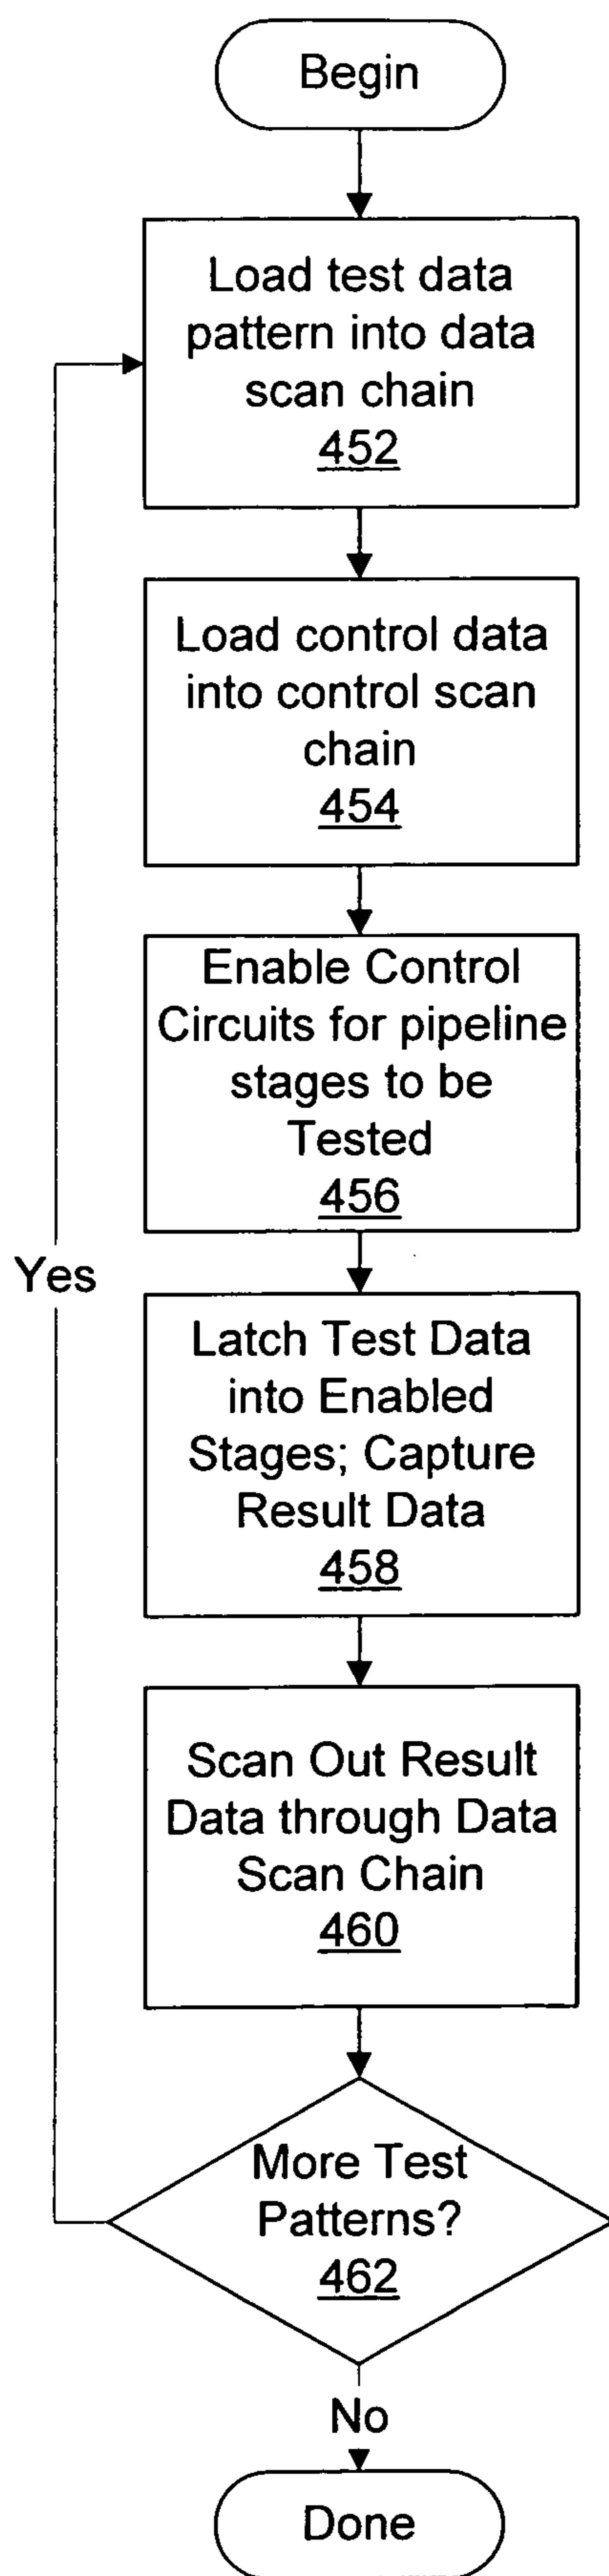 Begin
Load test data
pattern into data
scan chain
452
Load control data
into control scan
chain
454
Enable Control
Circuits for pipeline
stages to be
Tested
456
Yes
Latch Test Data
into Enabled
Stages; Capture
Result Data
458
Scan Out Result
Data through Data
Scan Chain
460
More Test
Patterns?
462
No
Done